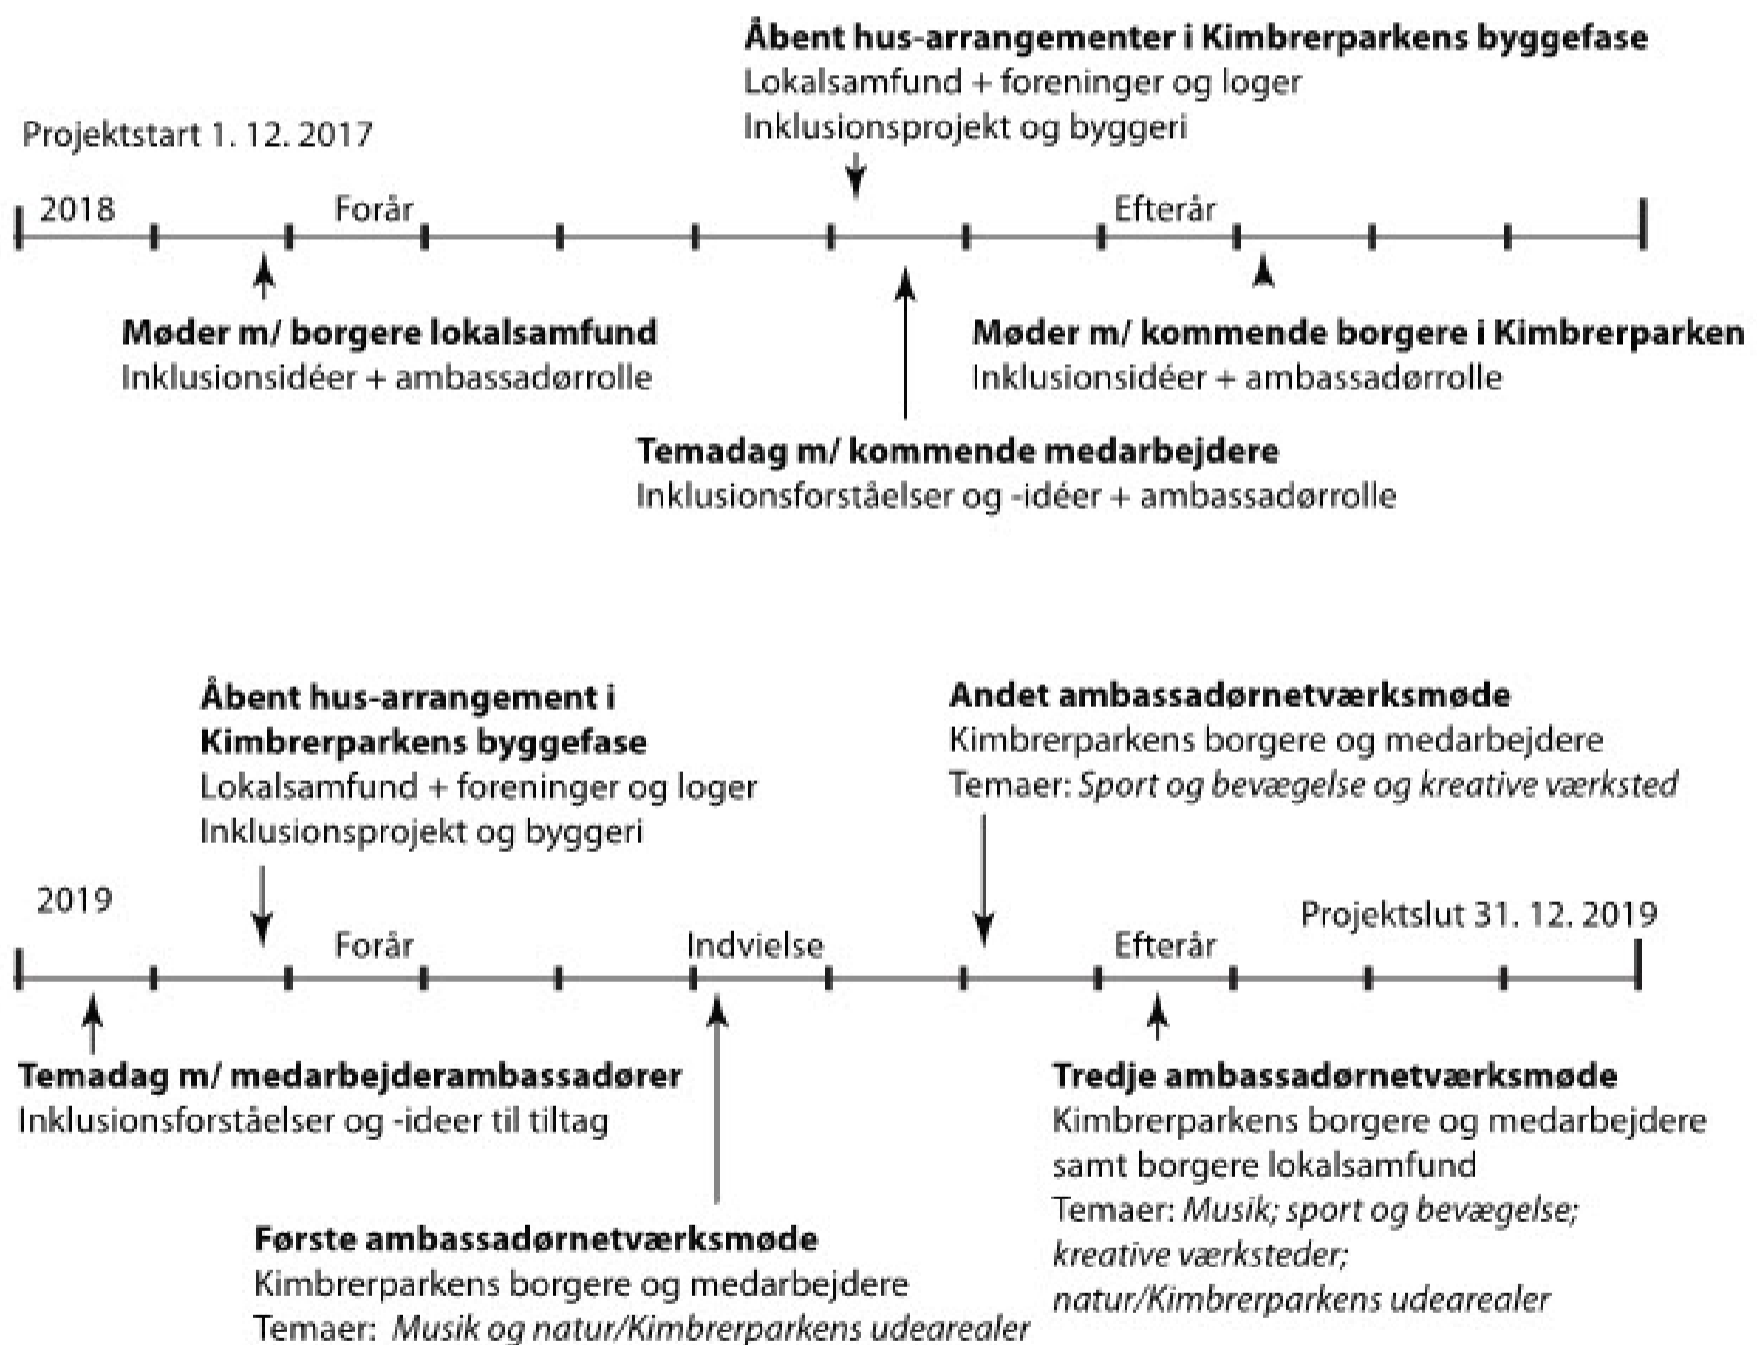 Åbent hus-arrangementer i Kimbrerparkens byggefase
Lokalsamfund + foreninger og loger
Inklusionsprojekt og byggeri
Projektstart 1. 12. 2017
2018
Forår
Efterår
Møder m/ borgere lokalsamfund
Inklusionsidéer + ambassadørrolle
Møder m/ kommende borgere i Kimbrerparken
Inklusionsidéer + ambassadørrolle
Temadag m/ kommende medarbejdere
Inklusionsforståelser og -idéer + ambassadørrolle
Åbent hus-arrangement i
Kimbrerparkens byggefase
Lokalsamfund + foreninger og loger
Inklusionsprojekt og byggeri
Andet ambassadørnetværksmøde
Kimbrerparkens borgere og medarbejdere
Temaer: Sport og bevægelse og kreative værksted
2019
Forår
Indvielse
Efterår
Projektslut 31. 12. 2019
Temadag m/ medarbejderambassadører
Inklusionsforståelser og -ideer til tiltag
Første ambassadørnetværksmøde
Kimbrerparkens borgere og medarbejdere
Temaer: Musik og natur/Kimbrerparkens udearealer
Tredje ambassadørnetværksmøde
Kimbrerparkens borgere og medarbejdere
samt borgere lokalsamfund
Temaer: Musik; sport og bevægelse;
kreative værksteder;
natur/Kimbrerparkens udearealer